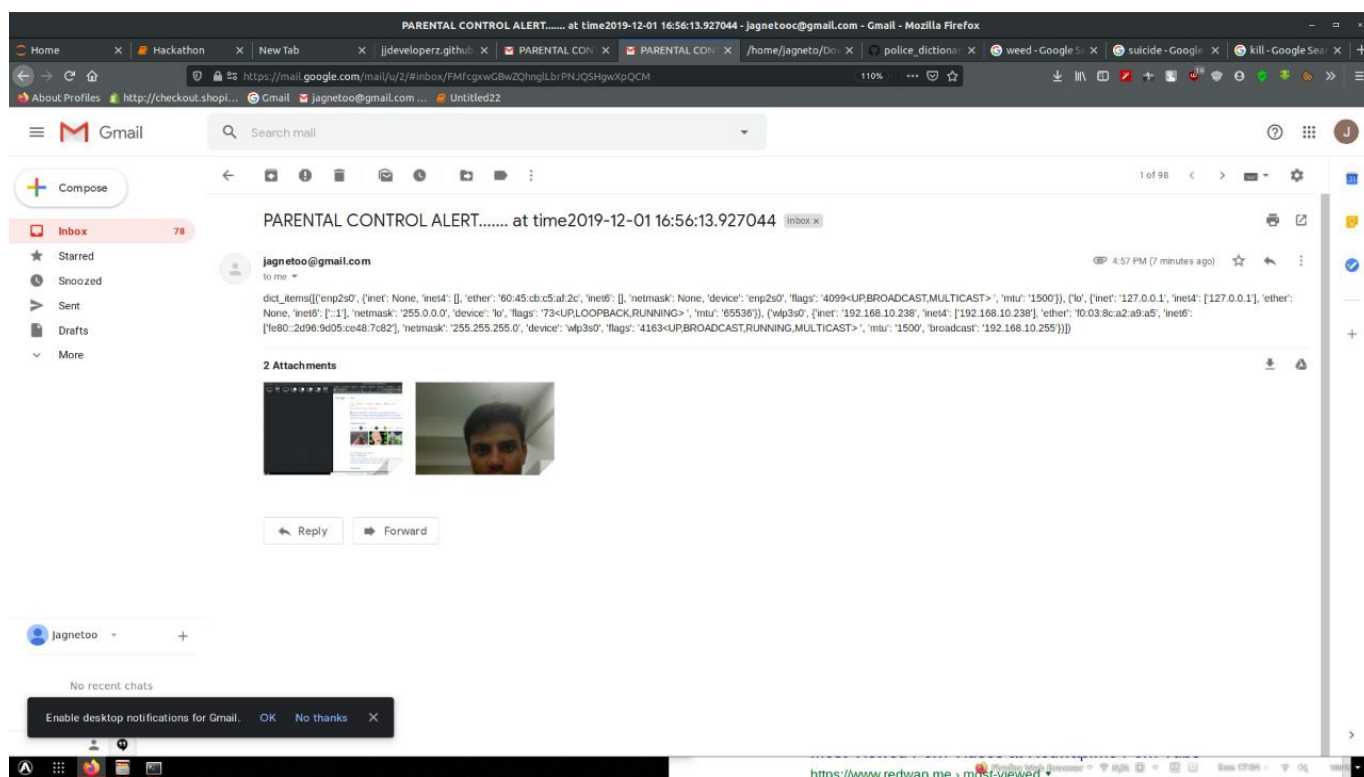 PARENTAL CONTROL ALERT....... at time2019-12-01 16:56:13.927044 - jagnetooc@gmail.com - Gmail - Mozilla Firefox
Home Hackathon New Tab jjdeveloperz.github PARENTAL CON PARENTAL CON /home/jagneto/Do police_dictionar weed - Google S suicide - Google kill - Google Sear
https://mail.google.com/mail/u/2/#inbox/FMfcgxwGBwZQhnglLbrPNJQSHgwXpQCM 110%
About Profiles http://checkout.shopi... Gmail jagnetoo@gmail.com ... Untitled22
Gmail Search mail J
Compose 1 of 98
PARENTAL CONTROL ALERT....... at time2019-12-01 16:56:13.927044 Inbox x
Inbox 78
Starred
Snoozed
Sent
Drafts
More
jagnetoo@gmail.com 4:57 PM (7 minutes ago)
to me
dict_items([('enp2s0', {'inet': None, 'inet4': [], 'ether': '60:45:cb:c5:af:2c', 'inet6': [], 'netmask': None, 'device': 'enp2s0', 'flags': '4099<UP,BROADCAST,MULTICAST> ', 'mtu': '1500'}), ('lo', {'inet': '127.0.0.1', 'inet4': ['127.0.0.1'], 'ether':
None, 'inet6': ['::1'], 'netmask': '255.0.0.0', 'device': 'lo', 'flags': '73<UP,LOOPBACK,RUNNING> ', 'mtu': '65536'}), ('wlp3s0', {'inet': '192.168.10.238', 'inet4': ['192.168.10.238'], 'ether': 'f0:03:8c:a2:a9:a5', 'inet6':
['fe80::2d96:9d05:ce48:7c82'], 'netmask': '255.255.255.0', 'device': 'wlp3s0', 'flags': '4163<UP,BROADCAST,RUNNING,MULTICAST> ', 'mtu': '1500', 'broadcast': '192.168.10.255'})])
2 Attachments
Reply Forward
Jagnetoo
No recent chats
Enable desktop notifications for Gmail. OK No thanks
https://www.redwap.me › most-viewed
Sun 17:04